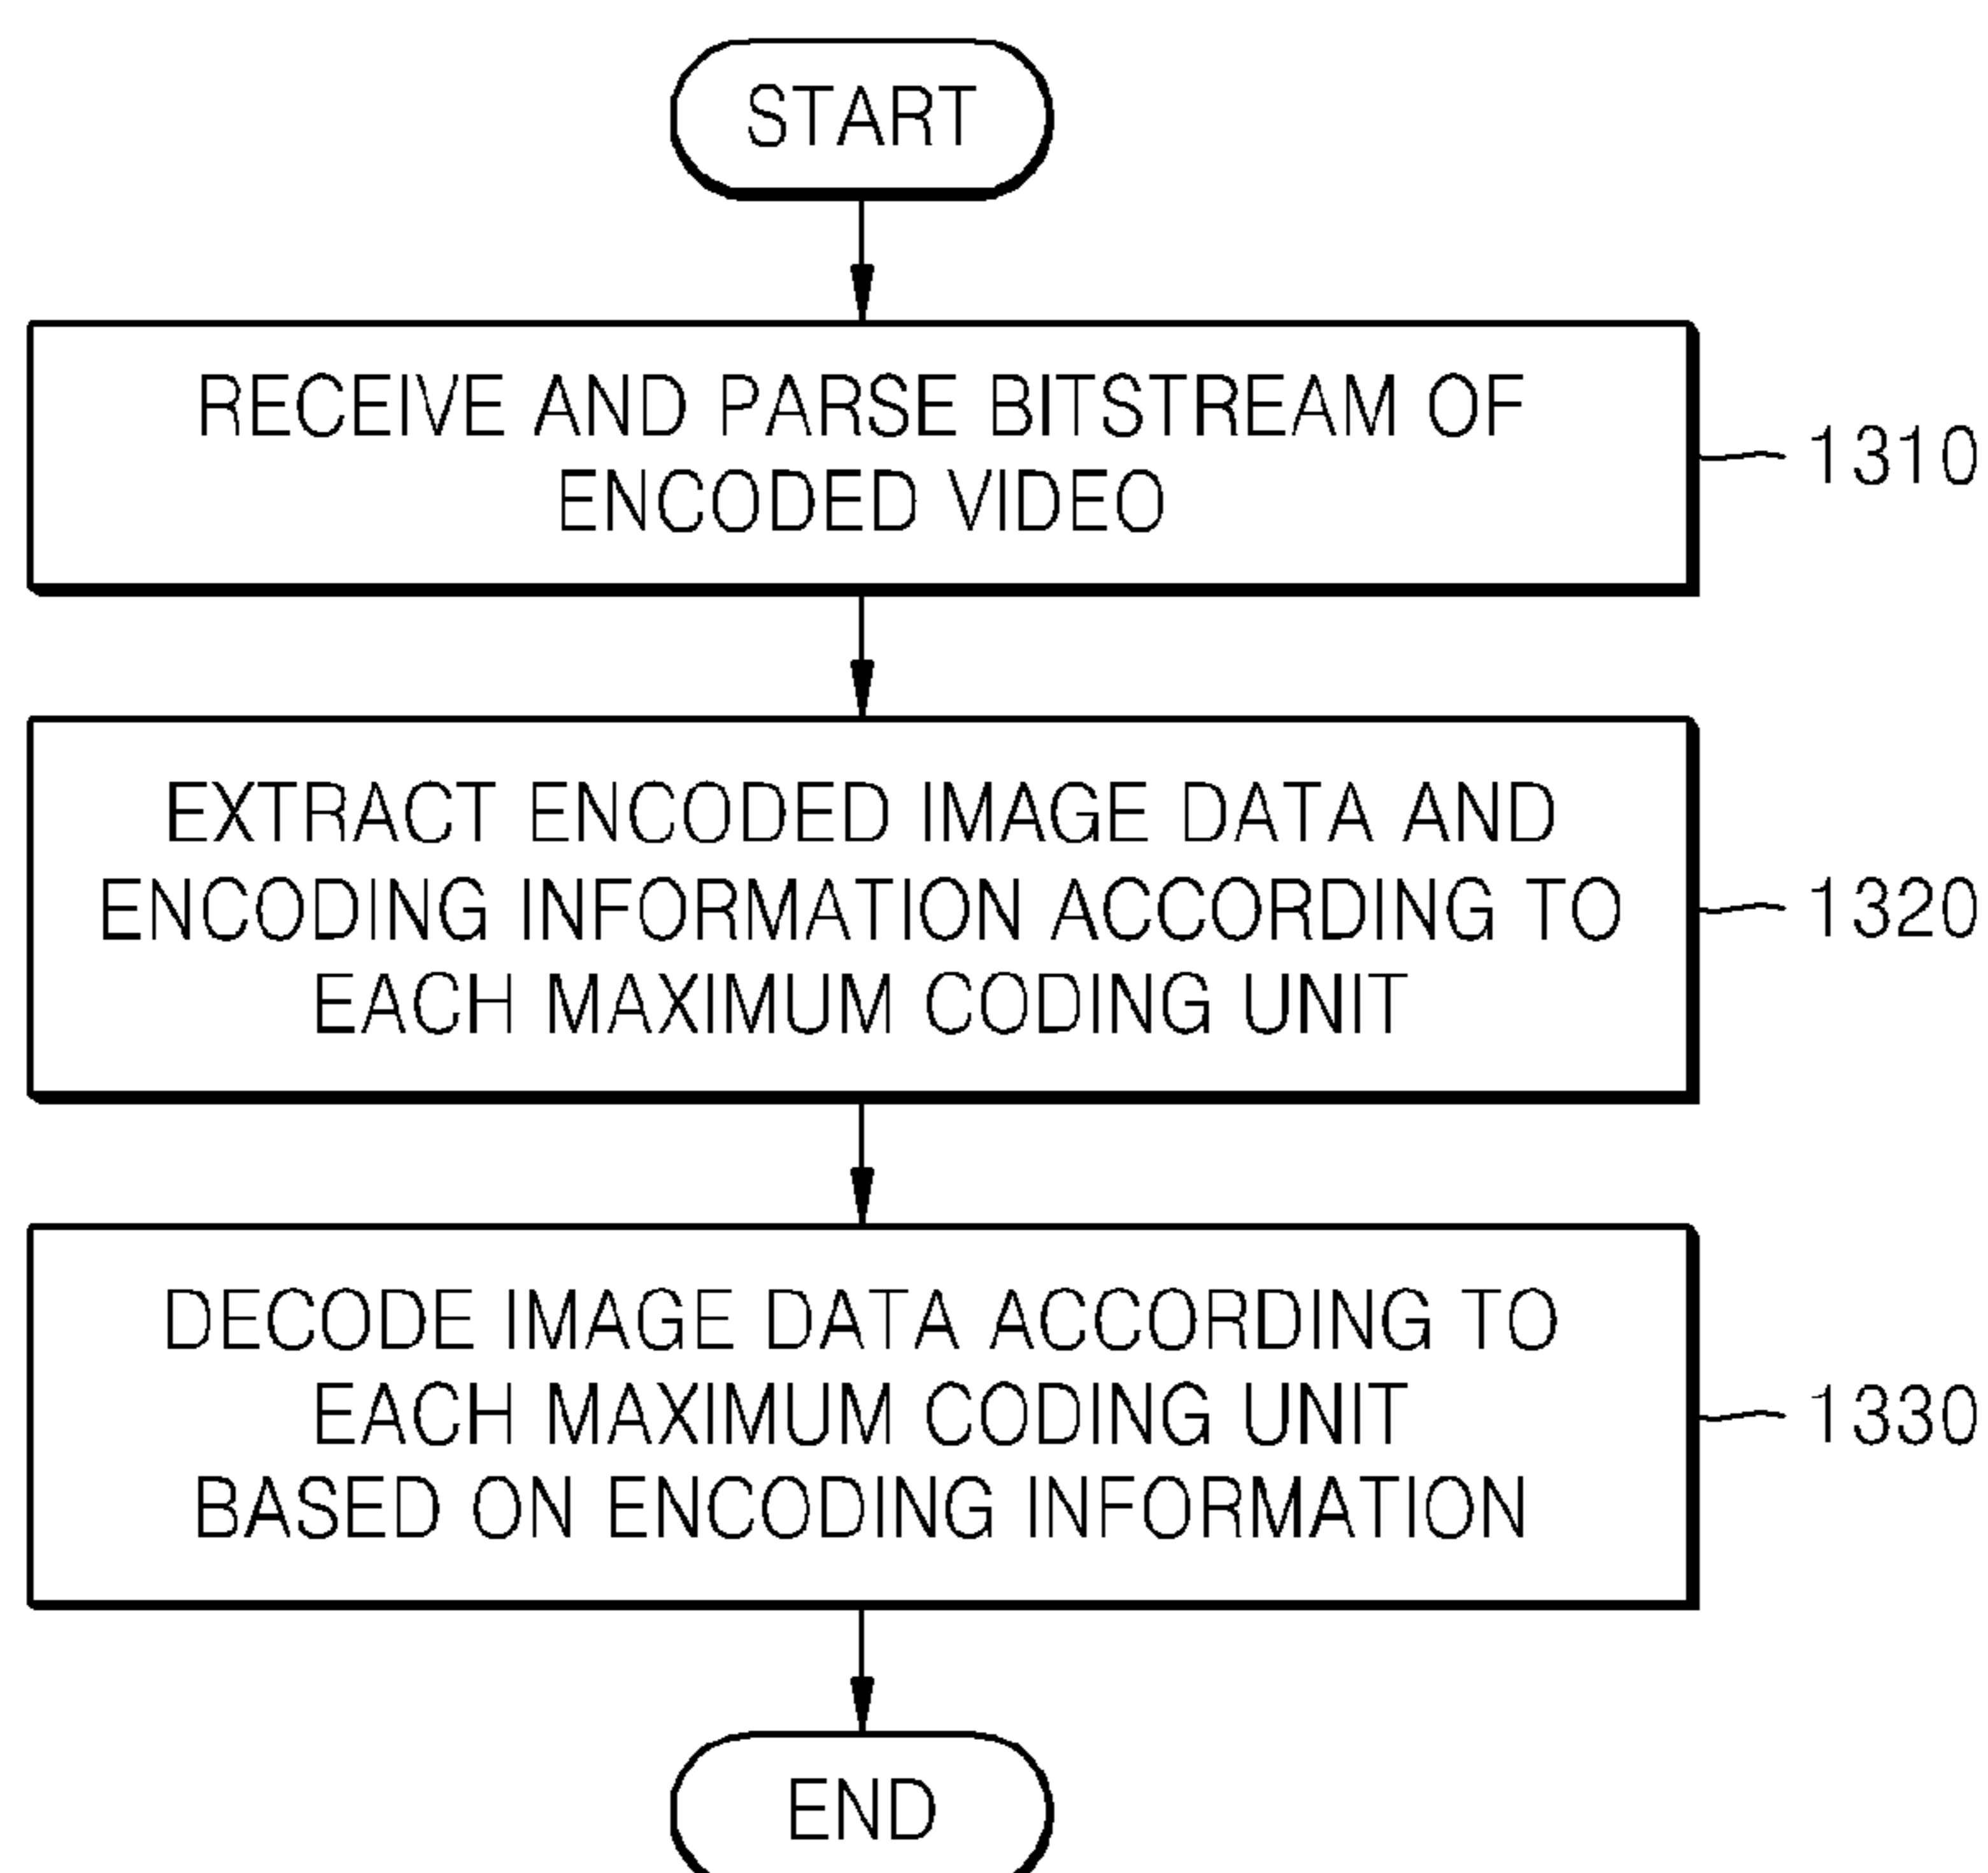 START
RECEIVE AND PARSE BITSTREAM OF
ENCODED VIDEO
1310
EXTRACT ENCODED IMAGE DATA AND
ENCODING INFORMATION ACCORDING TO
EACH MAXIMUM CODING UNIT
1320
DECODE IMAGE DATA ACCORDING TO
EACH MAXIMUM CODING UNIT
BASED ON ENCODING INFORMATION
1330
END